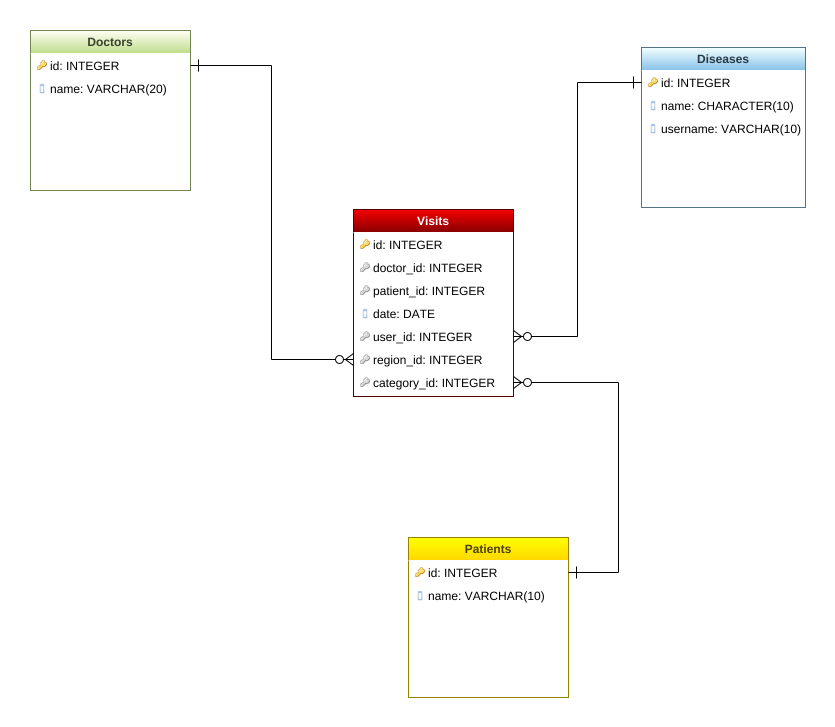 Doctors
id: INTEGER
name: VARCHAR(20)
Diseases
id: INTEGER
name: CHARACTER(10)
username: VARCHAR(10)
Visits
id: INTEGER
doctor_id: INTEGER
patient_id: INTEGER
date: DATE
user_id: INTEGER
region_id: INTEGER
category_id: INTEGER
Patients
id: INTEGER
name: VARCHAR(10)